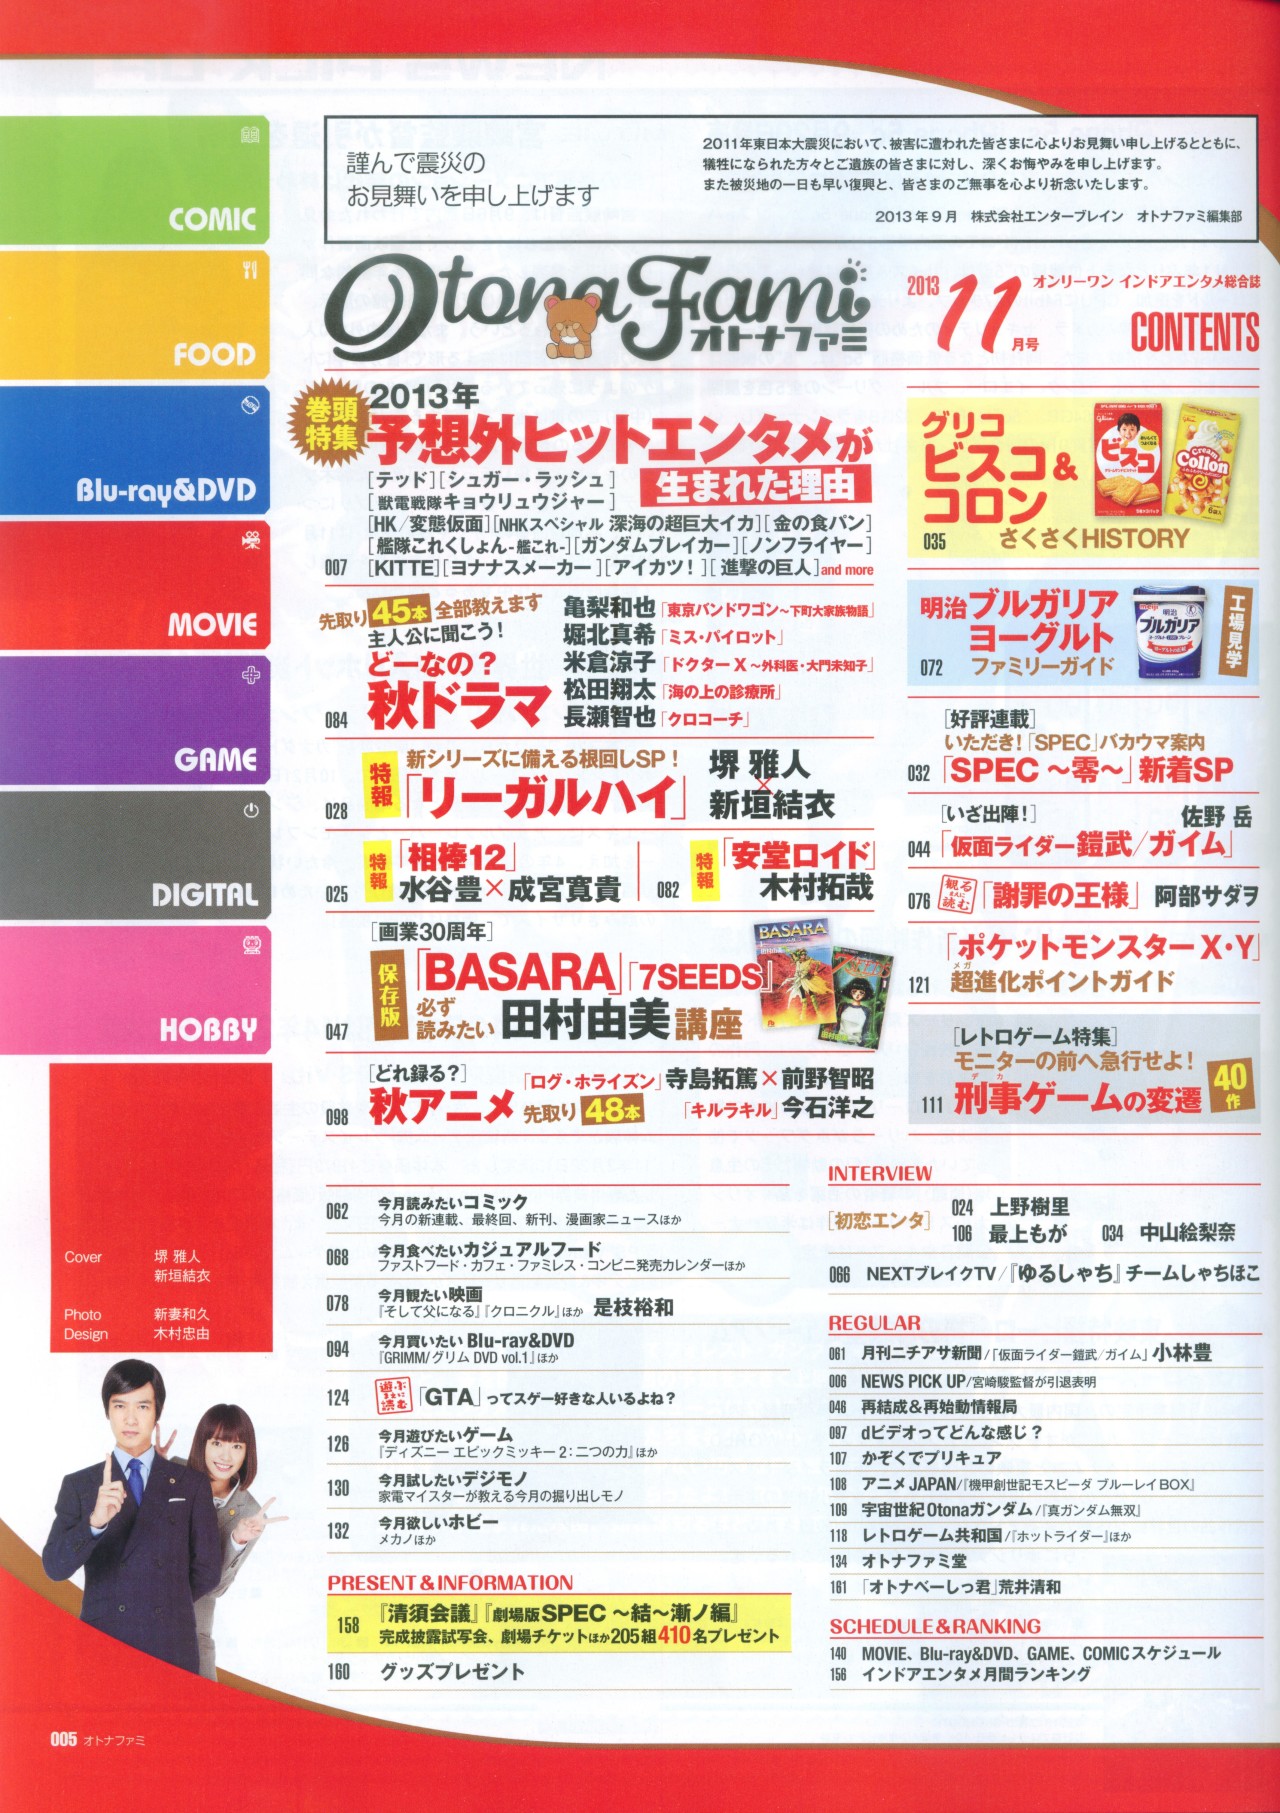 謹んで震災の
お見舞いを申し上げます
2011年東日本大震災において、被害に遭われた皆さまに心よりお見舞い申し上げるとともに、
犠牲になられた方々とご遺族の皆さまに対し、深くお悔やみを申し上げます。
また被災地の一日も早い復興と、皆さまのご無事を心より祈念いたします。
2013年9月　株式会社エンターブレイン　オトナファミ編集部
COMIC
FOOD
Blu-ray&DVD
MOVIE
GAME
DIGITAL
HOBBY
Otona Fami
オトナファミ
2013 11月号
オンリーワン インドアエンタメ総合誌
CONTENTS
巻頭特集
2013年
予想外ヒットエンタメが
生まれた理由
[テッド][シュガー・ラッシュ]
[獣電戦隊キョウリュウジャー]
[HK/変態仮面][NHKスペシャル 深海の超巨大イカ][金の食パン]
[艦隊これくしょん-艦これ-][ガンダムブレイカー][ノンフライヤー]
007 [KITTE][ヨナナスメーカー][アイカツ!][進撃の巨人]and more
先取り45本 全部教えます
主人公に聞こう!
どーなの?
084 秋ドラマ
亀梨和也「東京バンドワゴン〜下町大家族物語」
堀北真希「ミス・パイロット」
米倉涼子「ドクターX〜外科医・大門未知子」
松田翔太「海の上の診療所」
長瀬智也「クロコーチ」
特報
新シリーズに備える根回しSP!
028 「リーガルハイ」
堺 雅人
×
新垣結衣
特報
「相棒12」
025 水谷豊×成宮寛貴
特報
「安堂ロイド」
082 木村拓哉
[画業30周年]
保存版
「BASARA」「7SEEDS」
047 必ず読みたい 田村由美 講座
BASARA
7SEEDS
[どれ録る?]
098 秋アニメ 先取り48本
「ログ・ホライズン」寺島拓篤×前野智昭
「キルラキル」今石洋之
グリコ
ビスコ&
コロン
035 さくさくHISTORY
glico
ビスコ
Glico
Cream Collon
6袋入
明治ブルガリア
ヨーグルト
072 ファミリーガイド
工場見学
meiji
明治
ブルガリア
[好評連載]
いただき!「SPEC」バカウマ案内
032 「SPEC 〜零〜」新着SP
[いざ出陣!] 佐野 岳
044 「仮面ライダー鎧武/ガイム」
076 観るまえに読む「謝罪の王様」 阿部サダヲ
「ポケットモンスター X・Y」
メガ
121 超進化ポイントガイド
[レトロゲーム特集]
モニターの前へ急行せよ!
デカ
111 刑事ゲームの変遷 40作
062 今月読みたいコミック
今月の新連載、最終回、新刊、漫画家ニュースほか
068 今月食べたいカジュアルフード
ファストフード・カフェ・ファミレス・コンビニ発売カレンダーほか
078 今月観たい映画
『そして父になる』『クロニクル』ほか 是枝裕和
094 今月買いたい Blu-ray&DVD
『GRIMM/グリム DVD vol.1』ほか
124 遊ぶまえに読む「GTA」ってスゲー好きな人いるよね?
126 今月遊びたいゲーム
『ディズニー エピックミッキー2:二つの力』ほか
130 今月試したいデジモノ
家電マイスターが教える今月の掘り出しモノ
132 今月欲しいホビー
メカノほか
PRESENT&INFORMATION
158 『清須会議』『劇場版SPEC 〜結〜漸ノ編』
完成披露試写会、劇場チケットほか205組410名プレゼント
160 グッズプレゼント
INTERVIEW
[初恋エンタ] 024 上野樹里
106 最上もが 034 中山絵梨奈
066 NEXTブレイクTV/『ゆるしゃち』チームしゃちほこ
REGULAR
061 月刊ニチアサ新聞/「仮面ライダー鎧武/ガイム」小林豊
006 NEWS PICK UP/宮崎駿監督が引退表明
046 再結成&再始動情報局
097 dビデオってどんな感じ?
107 かぞくでプリキュア
108 アニメJAPAN/『機甲創世記モスピーダ ブルーレイBOX』
109 宇宙世紀Otonaガンダム/『真ガンダム無双』
118 レトロゲーム共和国/『ホットライダー』ほか
134 オトナファミ堂
161 「オトナベーしっ君」荒井清和
SCHEDULE&RANKING
140 MOVIE、Blu-ray&DVD、GAME、COMICスケジュール
156 インドアエンタメ月間ランキング
Cover 堺 雅人
新垣結衣
Photo 新妻和久
Design 木村忠由
005 オトナファミ